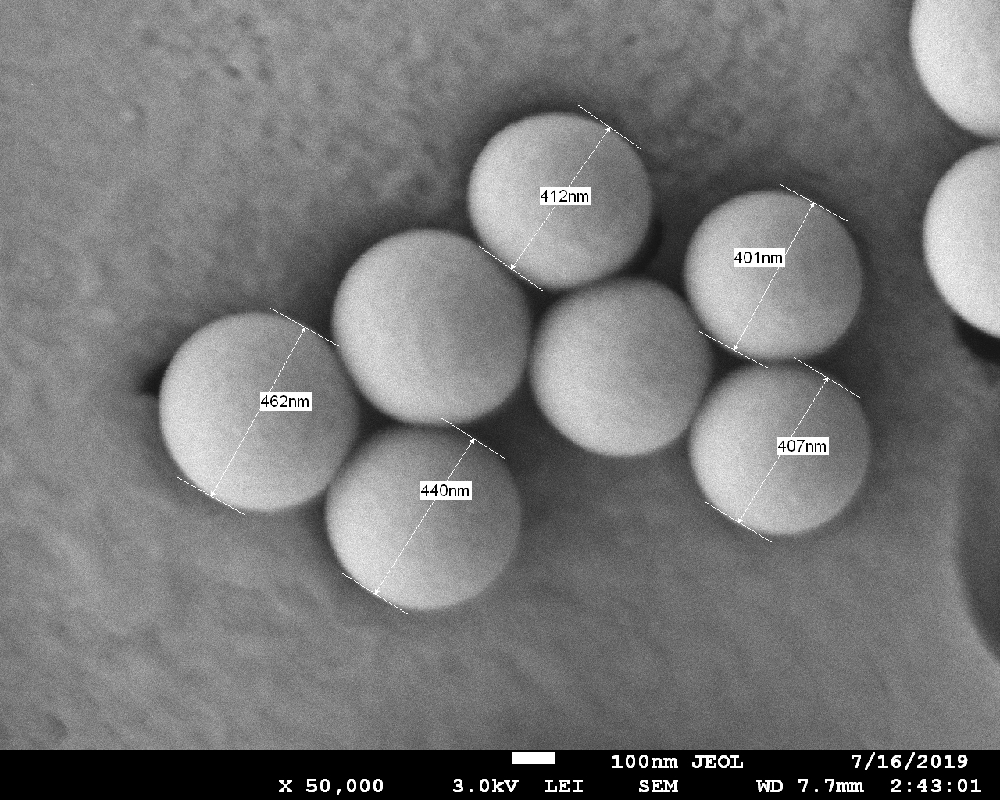 412nm
401nm
462nm
407nm
440nm
100nm JEOL 7/16/2019
X 50,000 3.0kV LEI SEM WD 7.7mm 2:43:01